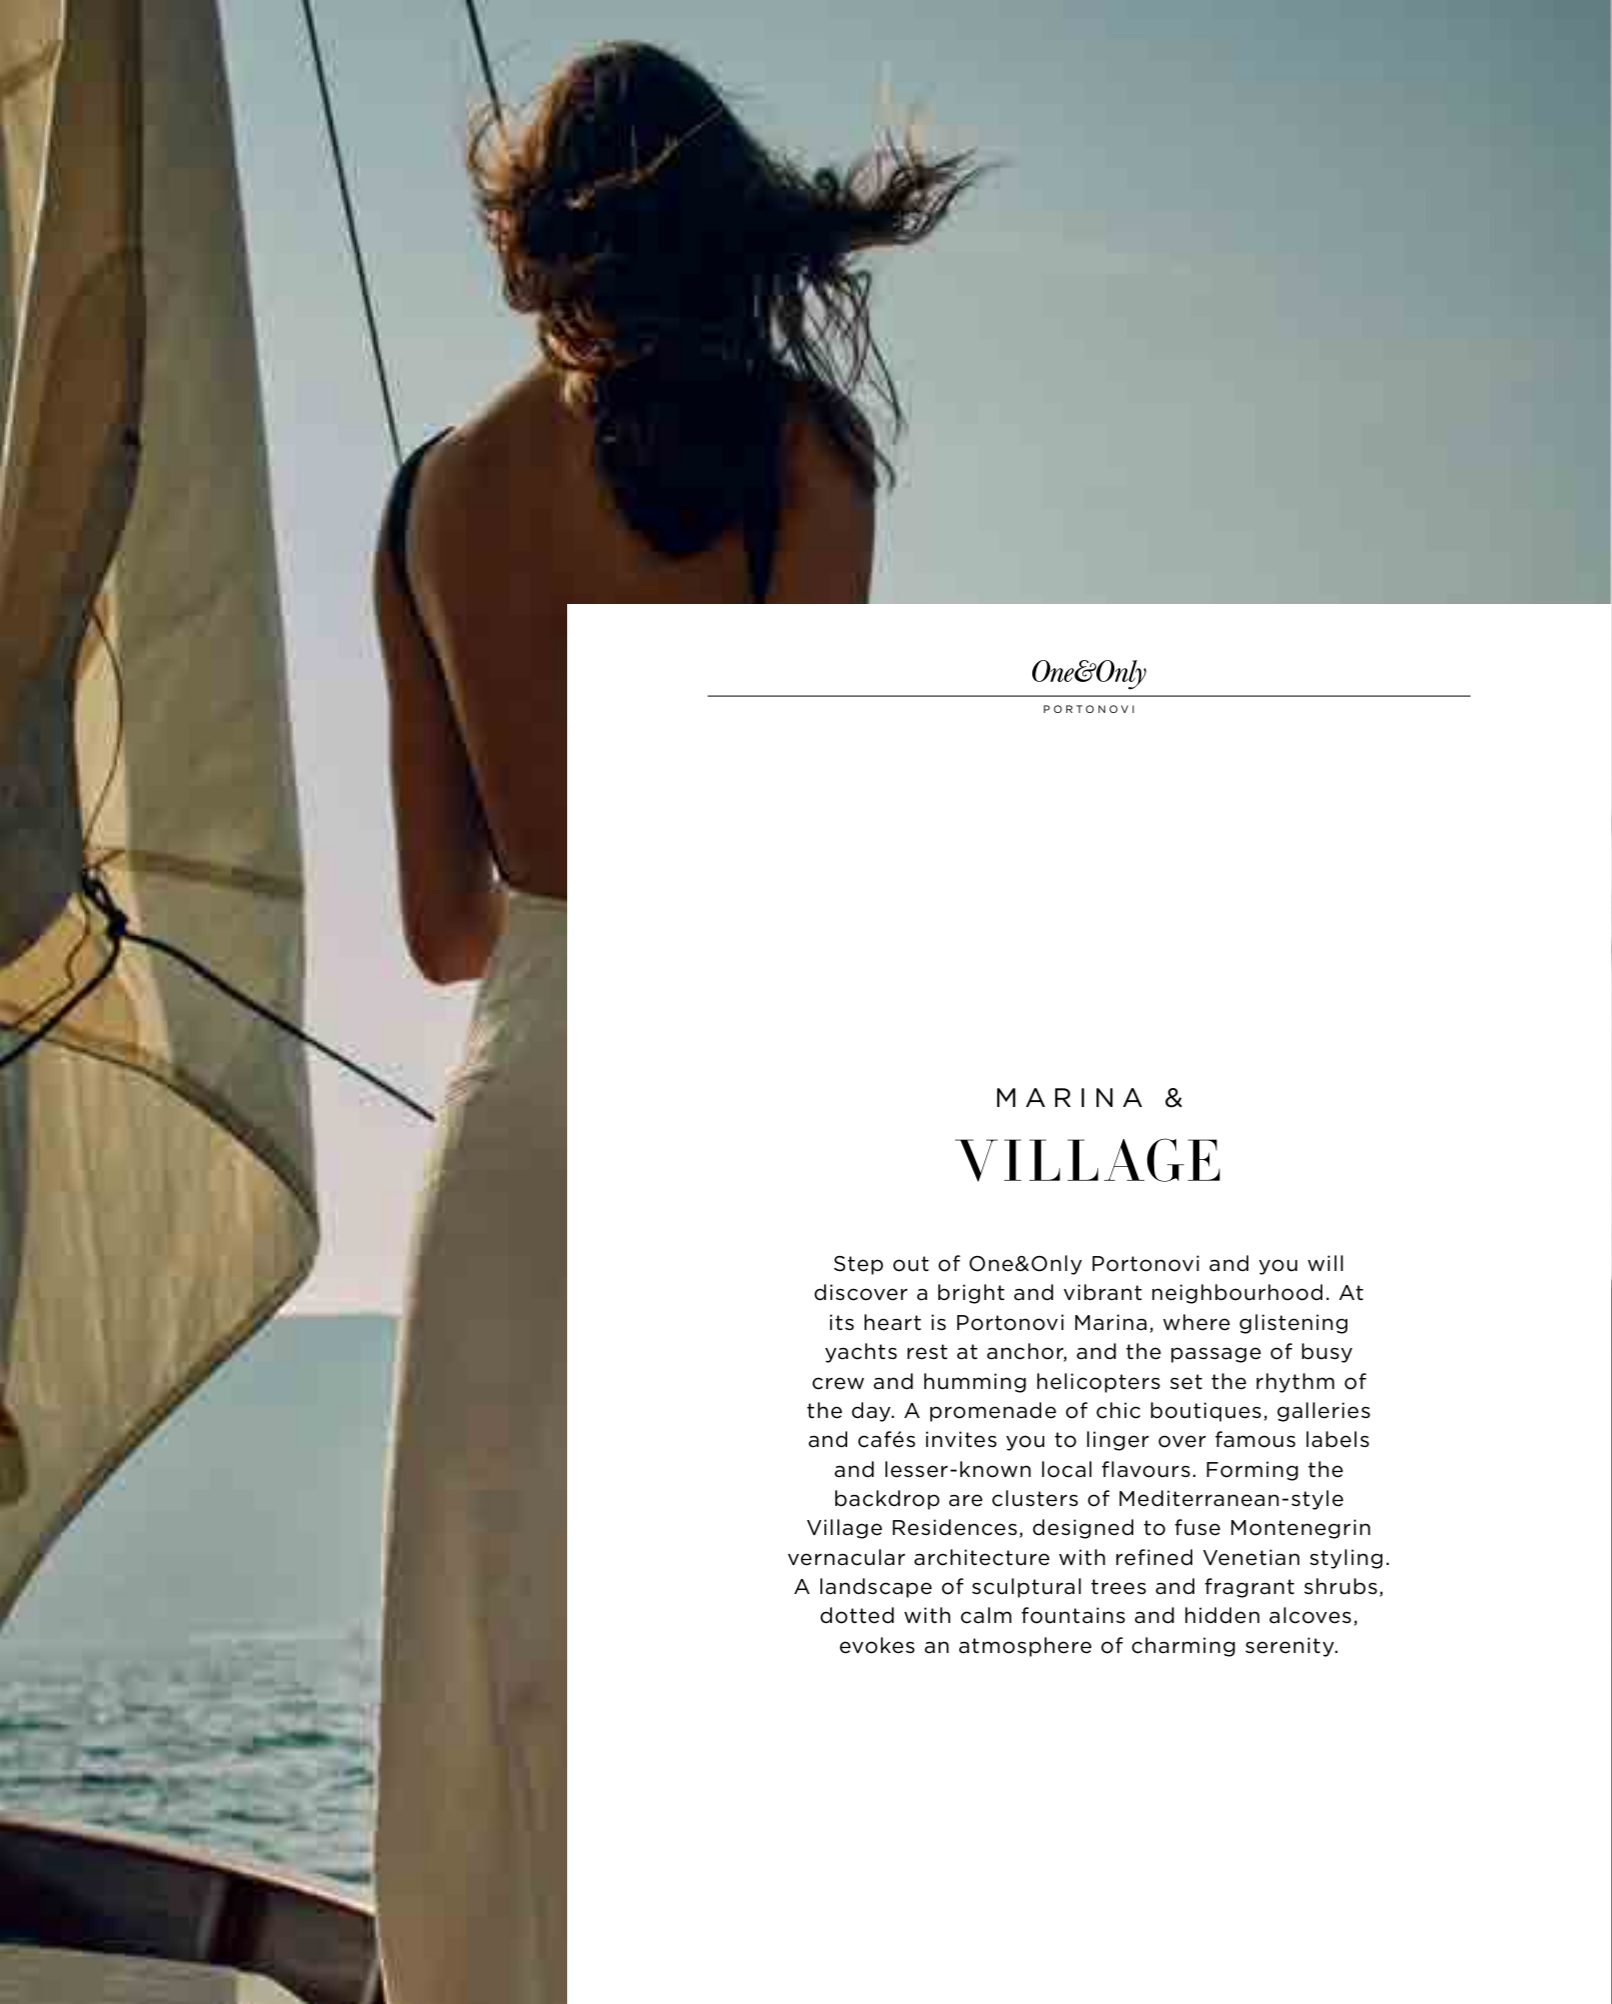 One&Only
PORTONOVI
MARINA &
VILLAGE
Step out of One&Only Portonovi and you will
discover a bright and vibrant neighbourhood. At
its heart is Portonovi Marina, where glistening
yachts rest at anchor, and the passage of busy
crew and humming helicopters set the rhythm of
the day. A promenade of chic boutiques, galleries
and cafés invites you to linger over famous labels
and lesser-known local flavours. Forming the
backdrop are clusters of Mediterranean-style
Village Residences, designed to fuse Montenegrin
vernacular architecture with refined Venetian styling.
A landscape of sculptural trees and fragrant shrubs,
dotted with calm fountains and hidden alcoves,
evokes an atmosphere of charming serenity.